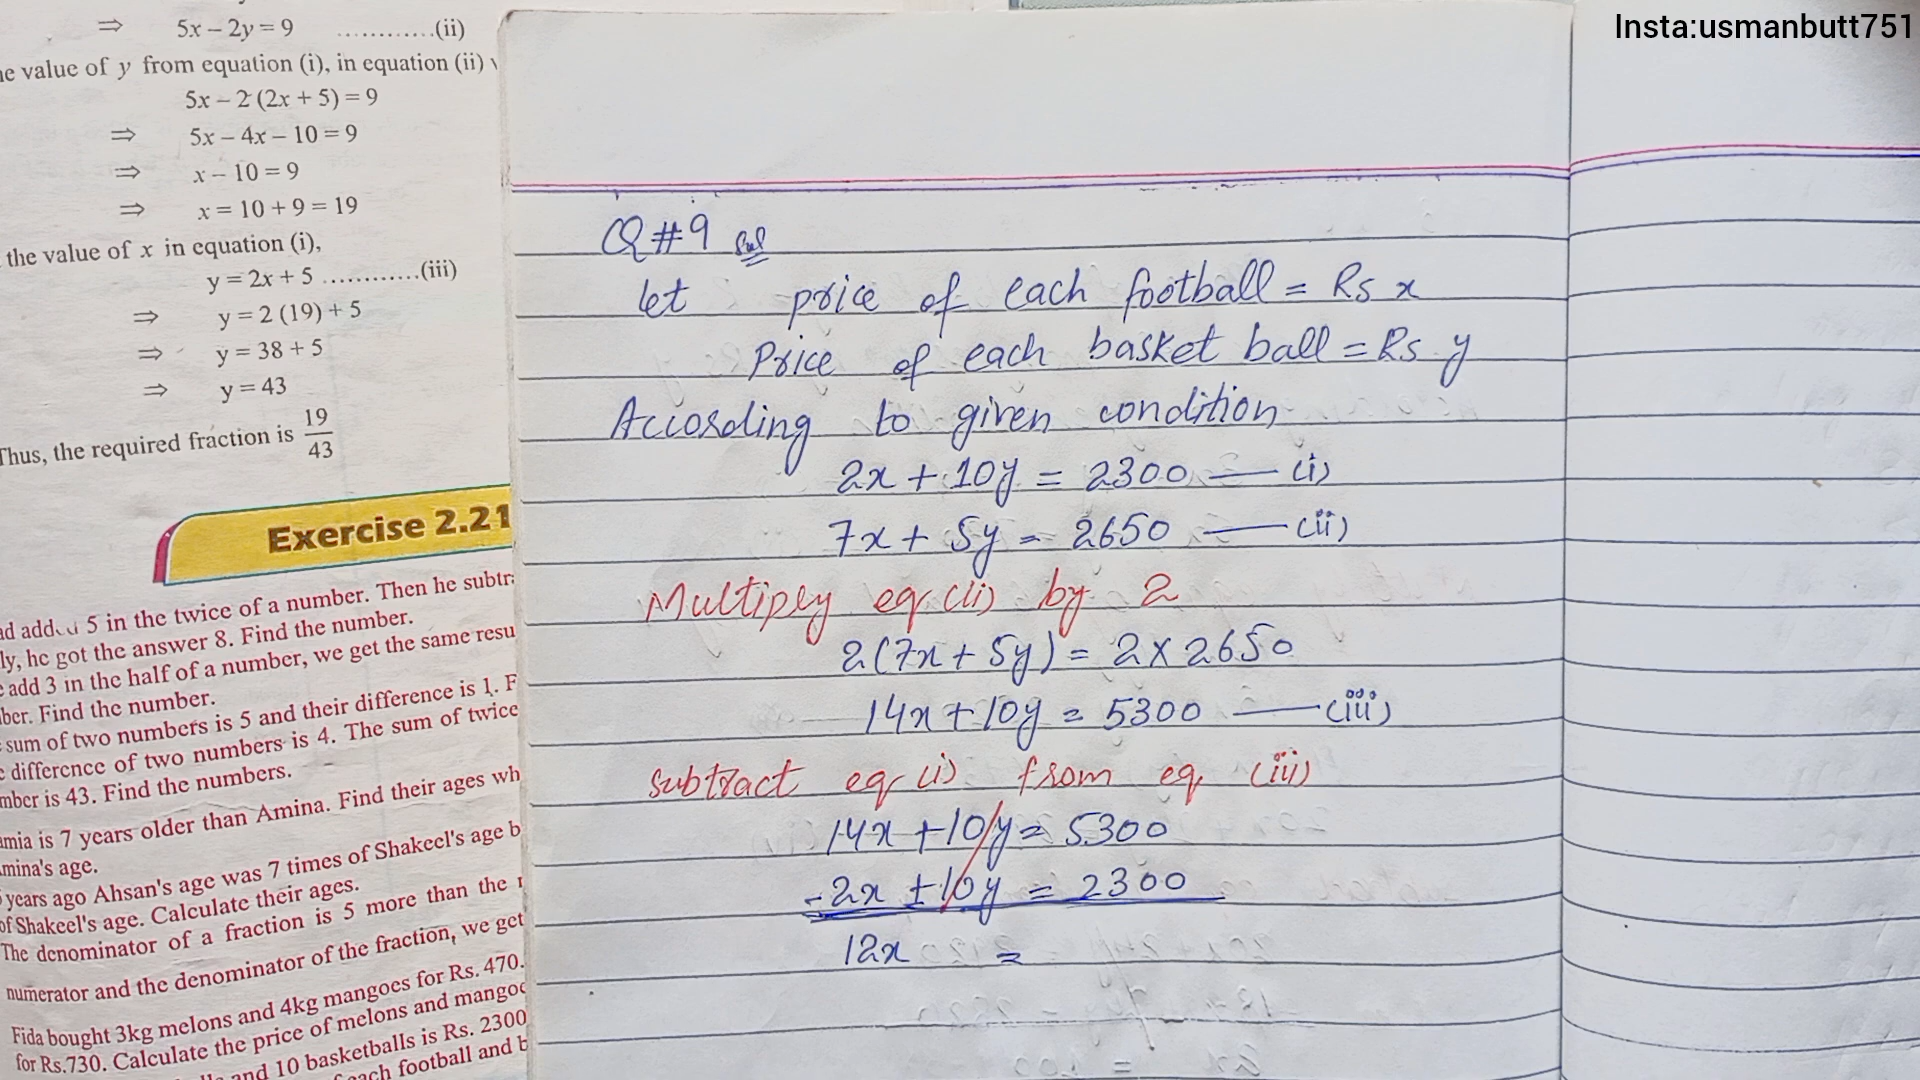 Insta:usmanbutt751
⇒ 5x – 2y = 9 ............(ii)
value of y from equation (i), in equation (ii)
5x – 2 (2x + 5) = 9
⇒ 5x – 4x – 10 = 9
⇒ x – 10 = 9
⇒ x = 10 + 9 = 19
the value of x in equation (i),
y = 2x + 5 ............(iii)
⇒ y = 2 (19) + 5
⇒ y = 38 + 5
⇒ y = 43
Thus, the required fraction is 19/43
Exercise 2.21
5 in the twice of a number. Then he
he got the answer 8. Find the number.
add 3 in the half of a number, we get the same
Find the number.
sum of two numbers is 5 and their difference is 1.
difference of two numbers is 4. The sum of twice
is 43. Find the numbers.
is 7 years older than Amina. Find their ages
age.
years ago Ahsan's age was 7 times of Shakeel's age
of Shakeel's age. Calculate their ages.
The denominator of a fraction is 5 more than the
numerator and the denominator of the fraction, we get
Fida bought 3kg melons and 4kg mangoes for Rs. 470.
for Rs.730. Calculate the price of melons and
and 10 basketballs is Rs. 2300
football and
Q#9 Sol
let price of each football = Rs x
Price of each basket ball = Rs y
According to given condition
2x + 10y = 2300 — (i)
7x + 5y = 2650 — (ii)
Multiply eq (ii) by 2
2(7x + 5y) = 2 × 2650
14x + 10y = 5300 — (iii)
subtract eq (i) from eq (iii)
14x + 10y = 5300
-2x ± 10y = 2300
12x =